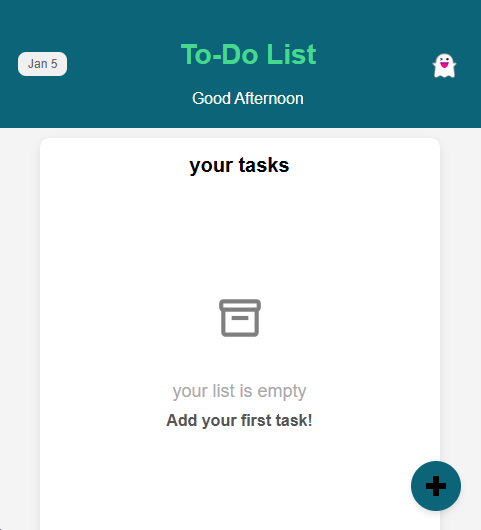 To-Do List
Jan 5
Good Afternoon
your tasks
your list is empty
Add your first task!